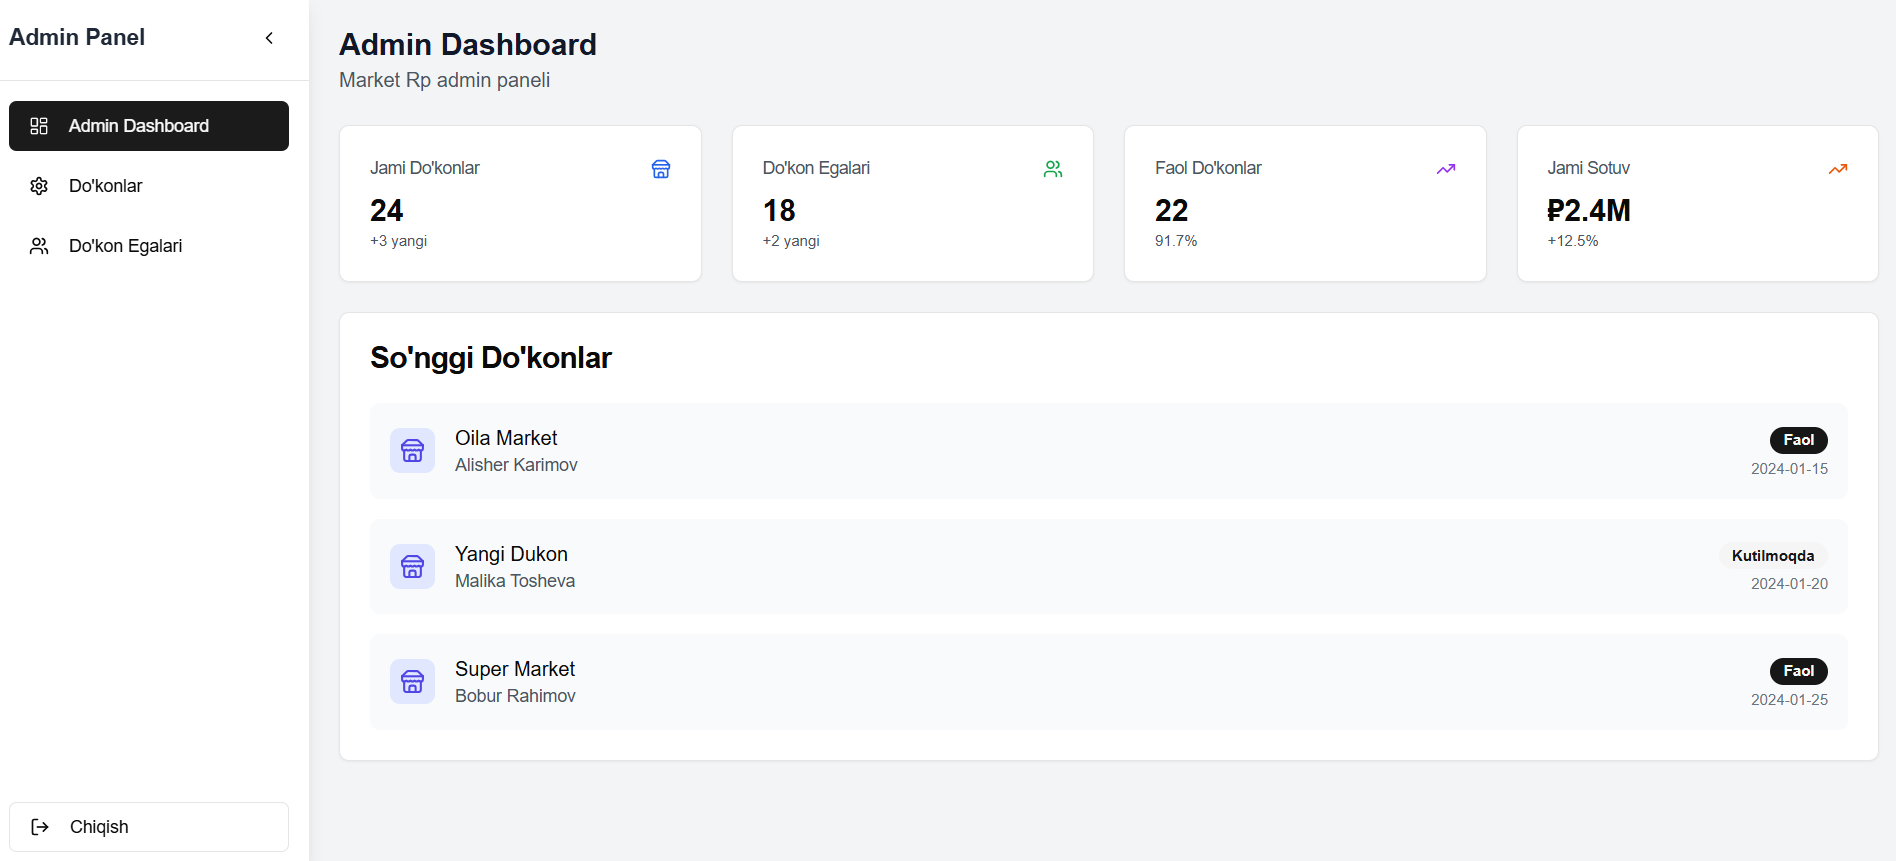 Admin Panel
Admin Dashboard
Do'konlar
Do'kon Egalari
Chiqish
Admin Dashboard
Market Rp admin paneli
Jami Do'konlar
24
+3 yangi
Do'kon Egalari
18
+2 yangi
Faol Do'konlar
22
91.7%
Jami Sotuv
₽2.4M
+12.5%
So'nggi Do'konlar
Oila Market
Alisher Karimov
Faol
2024-01-15
Yangi Dukon
Malika Tosheva
Kutilmoqda
2024-01-20
Super Market
Bobur Rahimov
Faol
2024-01-25